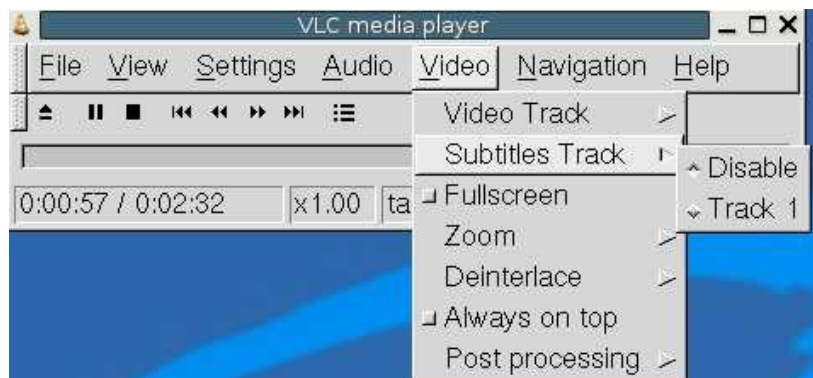 VLC media player
File View Settings Audio Video Navigation Help
Video Track
Subtitles Track
Disable
Track 1
0:00:57 / 0:02:32 x1.00 ta
Fullscreen
Zoom
Deinterlace
Always on top
Post processing